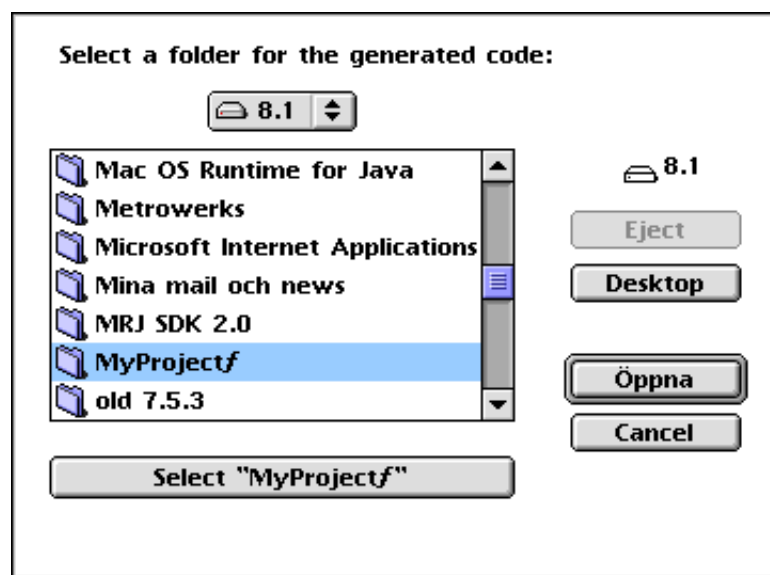 Select a folder for the generated code:
8.1
Mac OS Runtime for Java
Metrowerks
Microsoft Internet Applications
Mina mail och news
MRJ SDK 2.0
MyProjectƒ
old 7.5.3
8.1
Eject
Desktop
Öppna
Cancel
Select "MyProjectƒ"